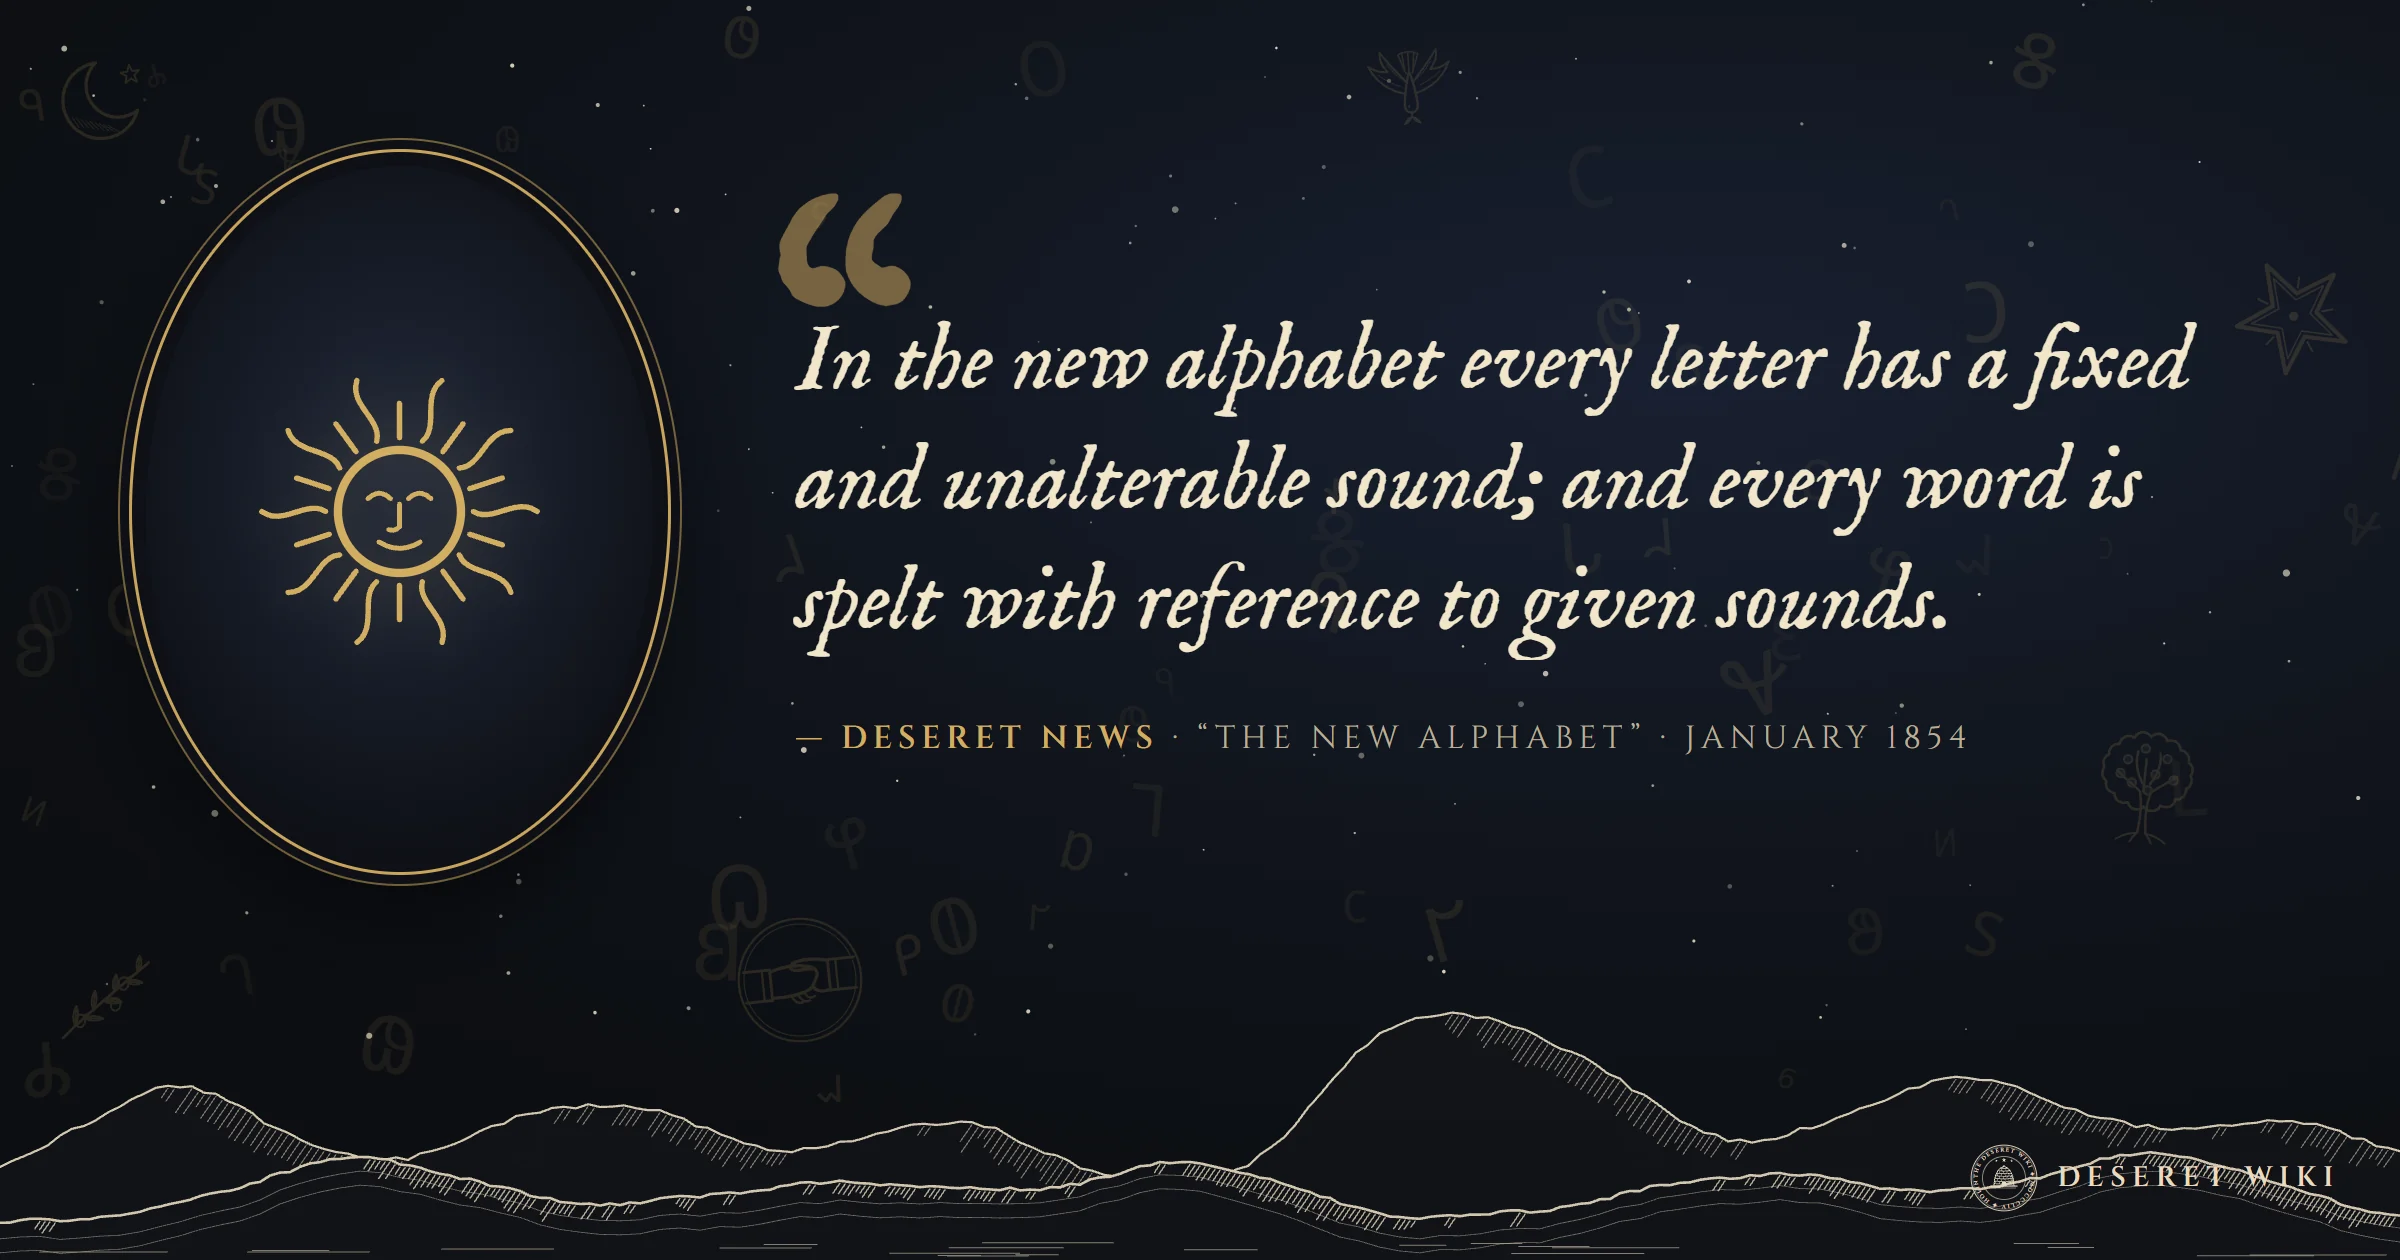 “
In the new alphabet every letter has a fixed
and unalterable sound; and every word is
spelt with reference to given sounds.
— DESERET NEWS · “THE NEW ALPHABET” · JANUARY 1854
DESERET WIKI